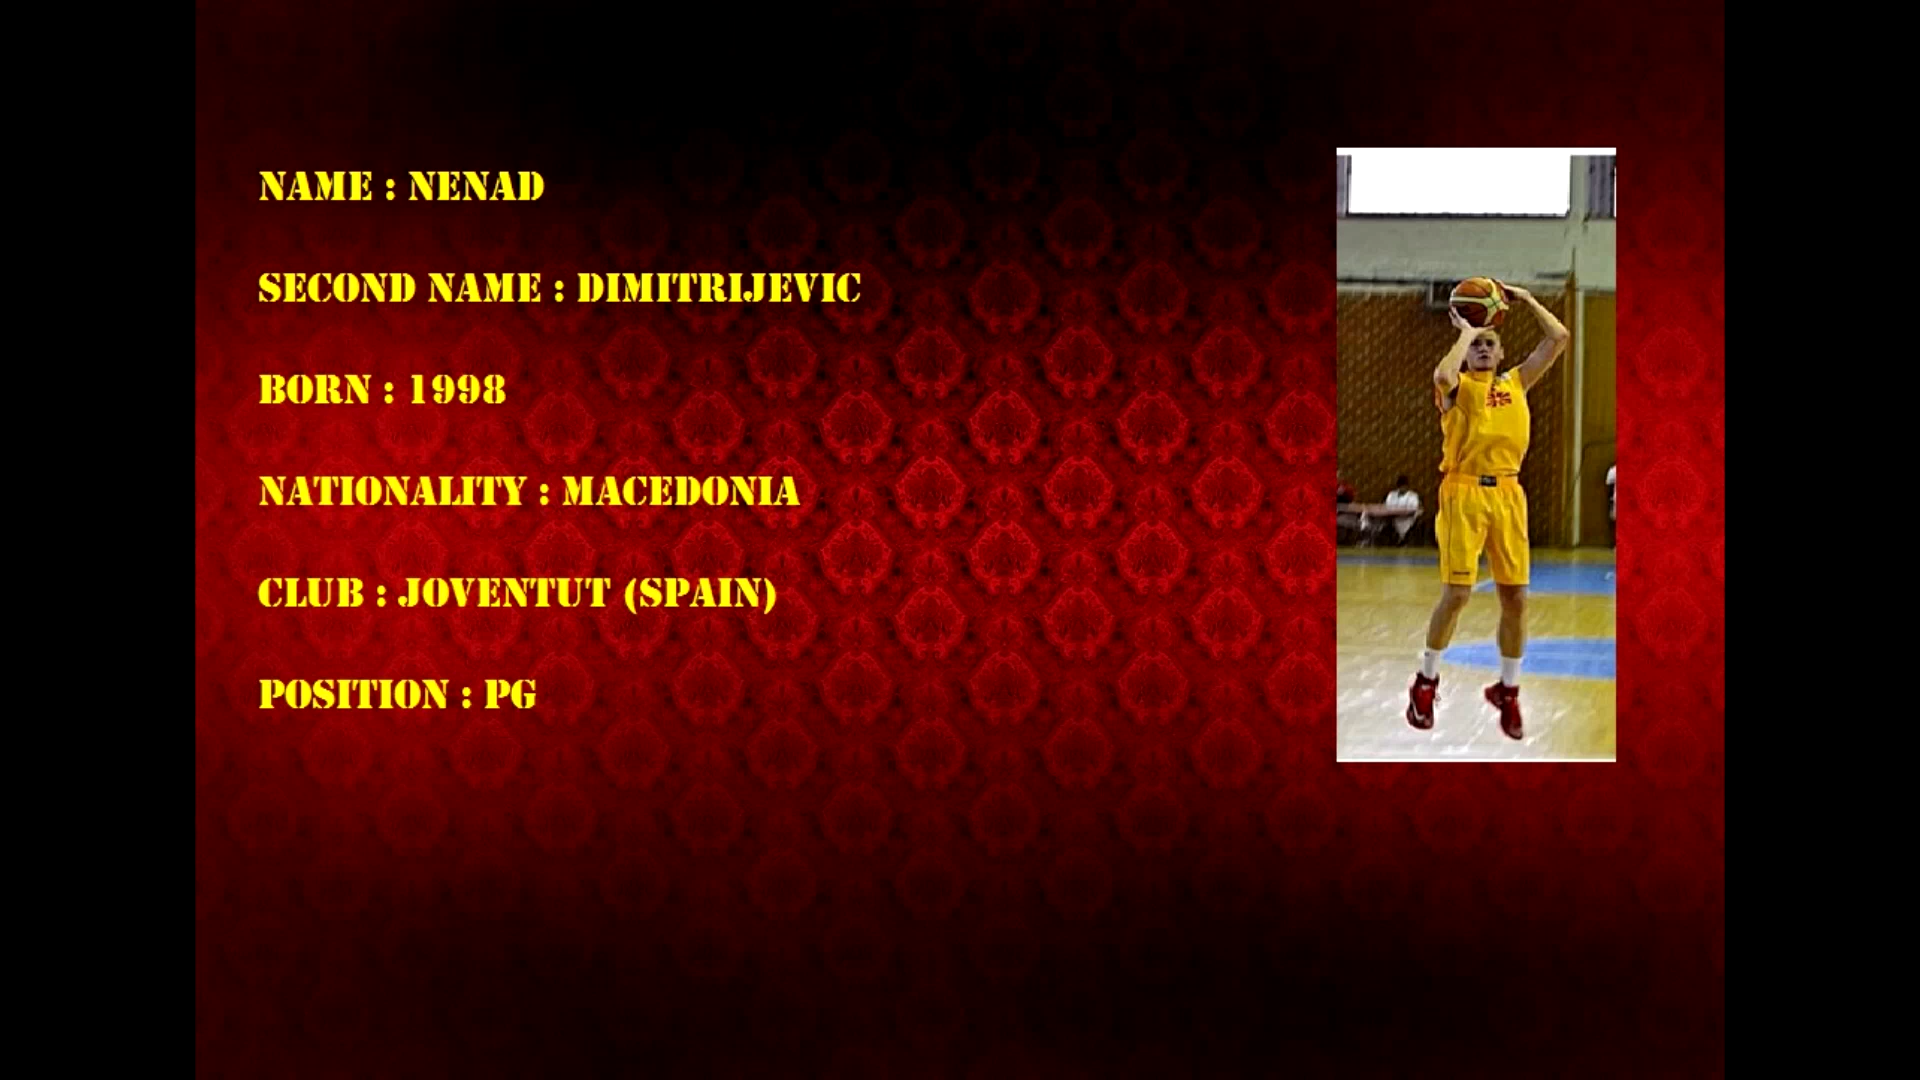 NAME : NENAD
SECOND NAME : DIMITRIJEVIC
BORN : 1998
NATIONALITY : MACEDONIA
CLUB : JOVENTUT (SPAIN)
POSITION : PG